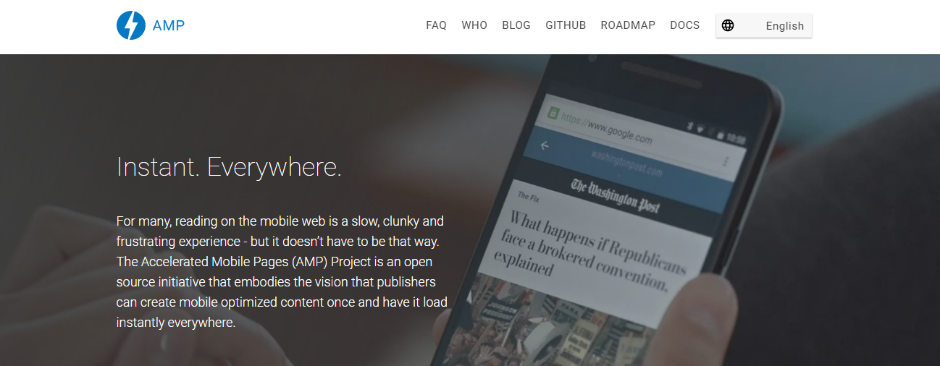 AMP
FAQ WHO BLOG GITHUB ROADMAP DOCS English
Instant. Everywhere.
For many, reading on the mobile web is a slow, clunky and
frustrating experience - but it doesn't have to be that way.
The Accelerated Mobile Pages (AMP) Project is an open
source initiative that embodies the vision that publishers
can create mobile optimized content once and have it load
instantly everywhere.
https://www.google.com
washingtonpost.com
The Washington Post
The Fix
What happens if Republicans
face a brokered convention,
explained